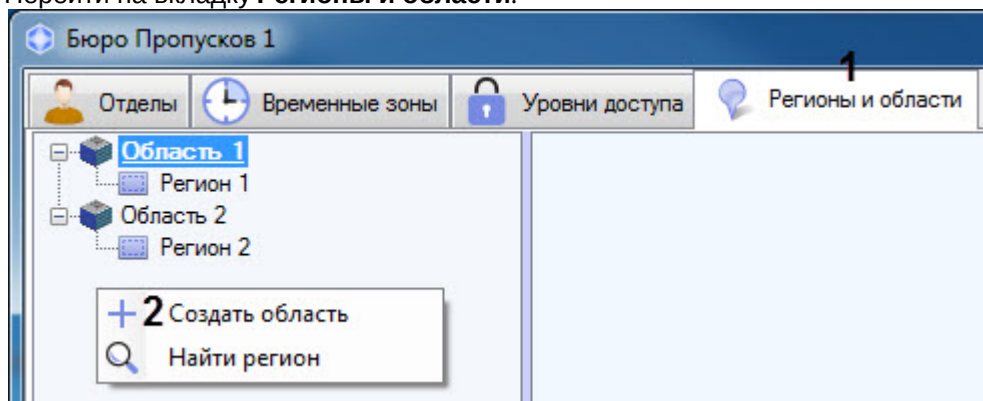 Перейти на вкладку Регионы и области.
Бюро Пропусков 1
1
Отделы Временные зоны Уровни доступа Регионы и области
Область 1
Регион 1
Область 2
Регион 2
2 Создать область
Найти регион